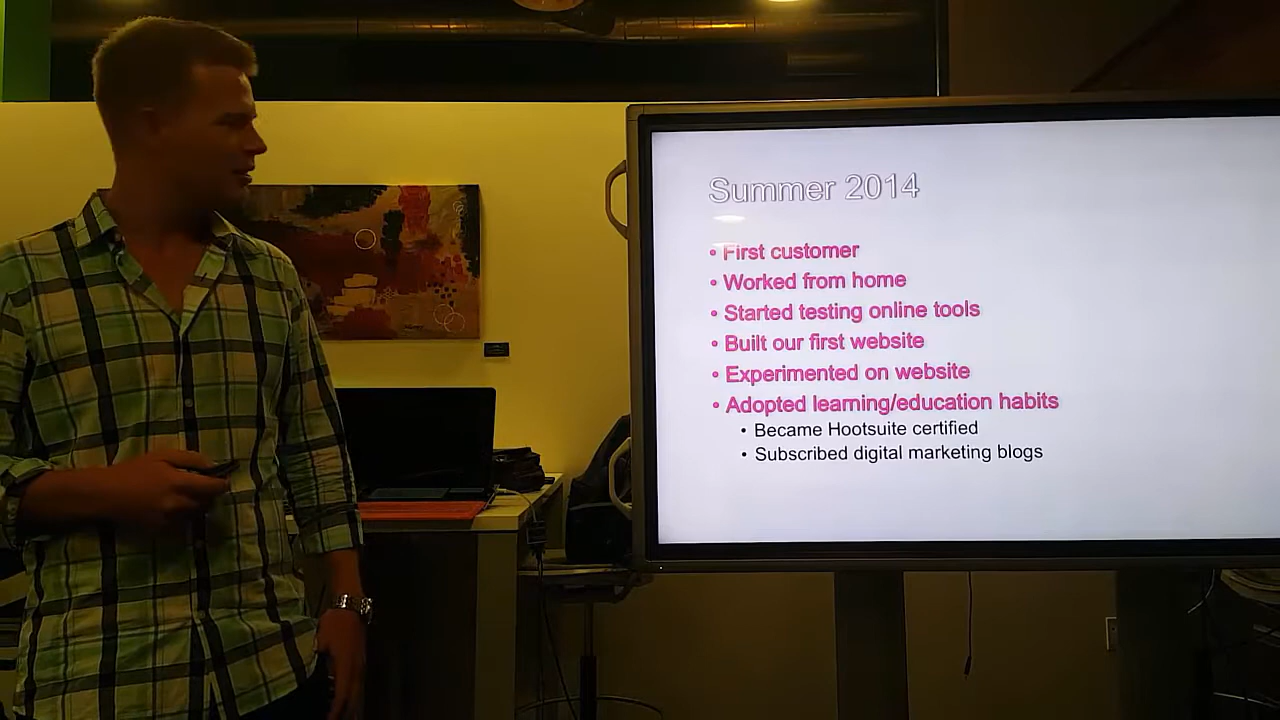 Summer 2014
• First customer
• Worked from home
• Started testing online tools
• Built our first website
• Experimented on website
• Adopted learning/education habits
• Became Hootsuite certified
• Subscribed digital marketing blogs